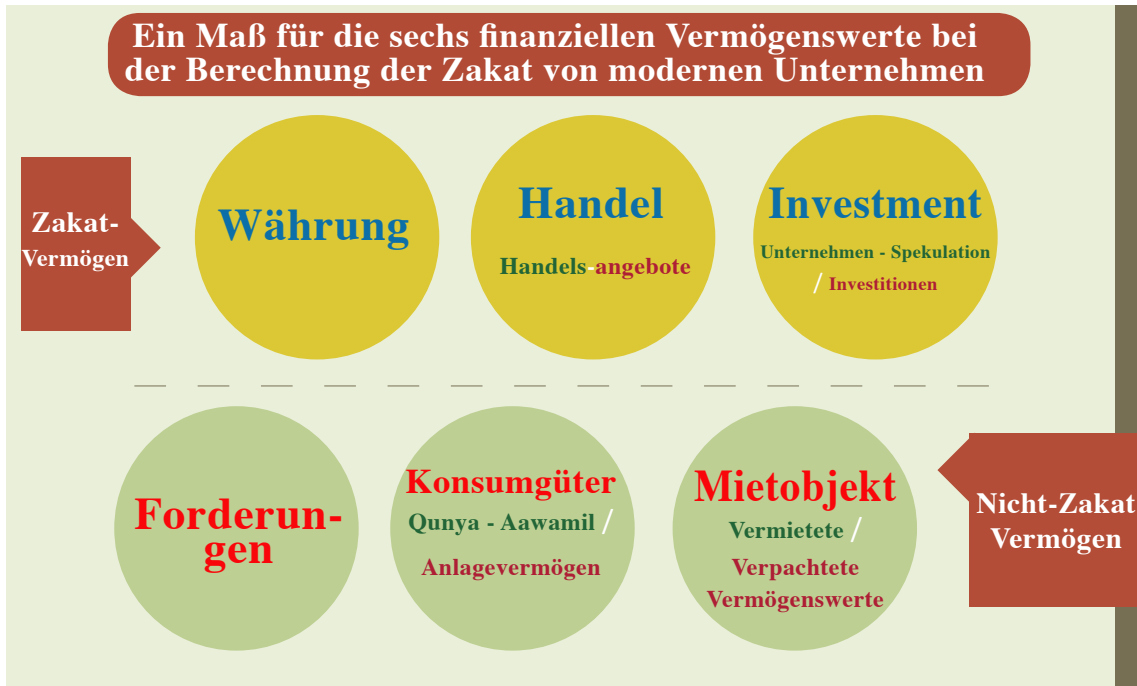 Ein Maß für die sechs finanziellen Vermögenswerte bei
der Berechnung der Zakat von modernen Unternehmen
Zakat-
Vermögen
Währung
Handel
Handels-angebote
Investment
Unternehmen - Spekulation
/ Investitionen
Forderun-
gen
Konsumgüter
Qunya - Aawamil /
Anlagevermögen
Mietobjekt
Vermietete /
Verpachtete
Vermögenswerte
Nicht-Zakat
Vermögen